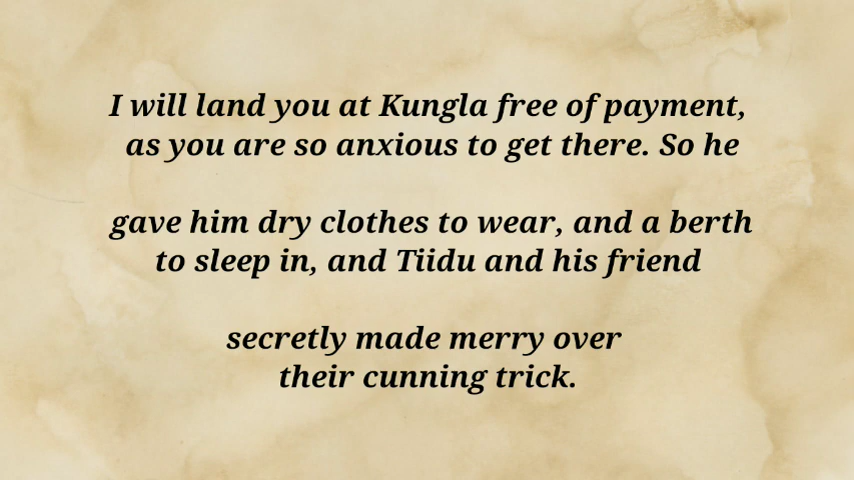 I will land you at Kungla free of payment,
as you are so anxious to get there. So he
gave him dry clothes to wear, and a berth
to sleep in, and Tiidu and his friend
secretly made merry over
their cunning trick.